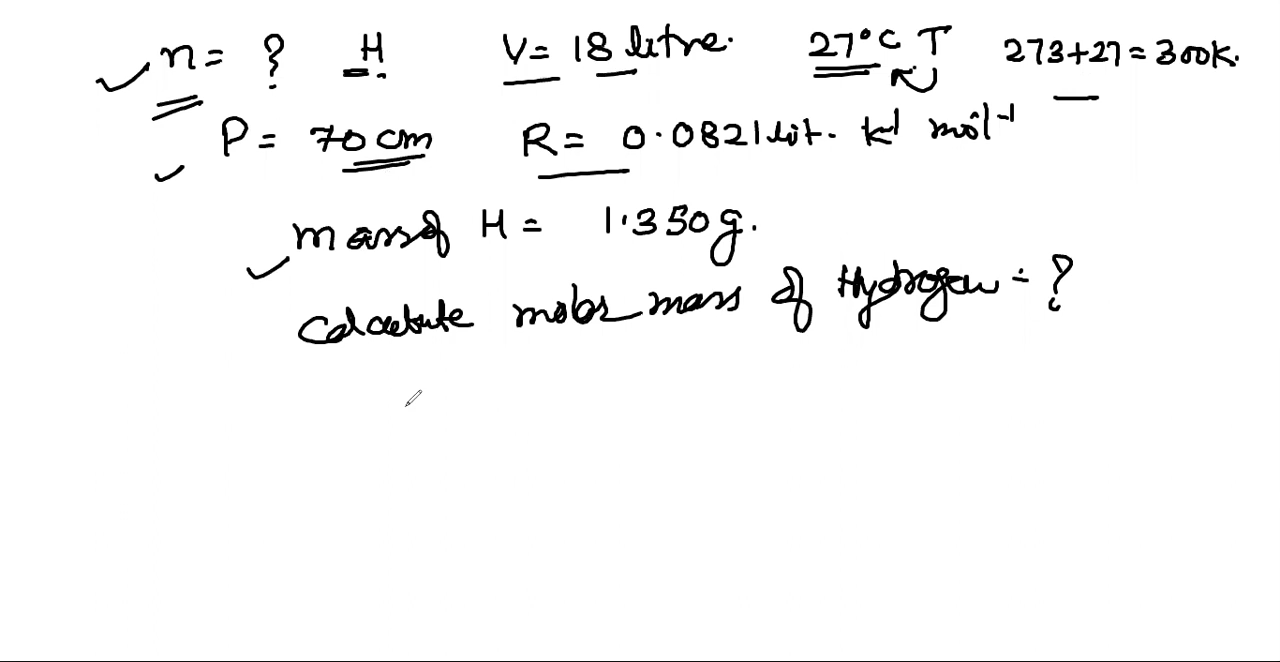 n = ? H V = 18 litre. 27°C T 273+27 = 300K.
P = 70 cm R = 0.0821 lit. K-1 mol-1
mass of H = 1.350g.
Calculate molar mass of Hydrogen = ?